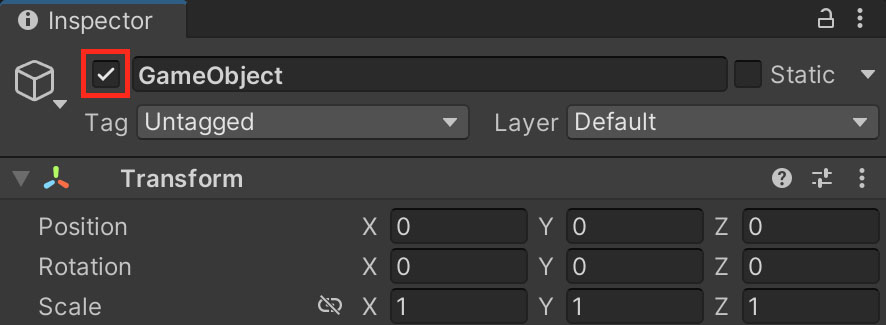 Inspector
GameObject Static
Tag Untagged Layer Default
Transform
Position X 0 Y 0 Z 0
Rotation X 0 Y 0 Z 0
Scale X 1 Y 1 Z 1